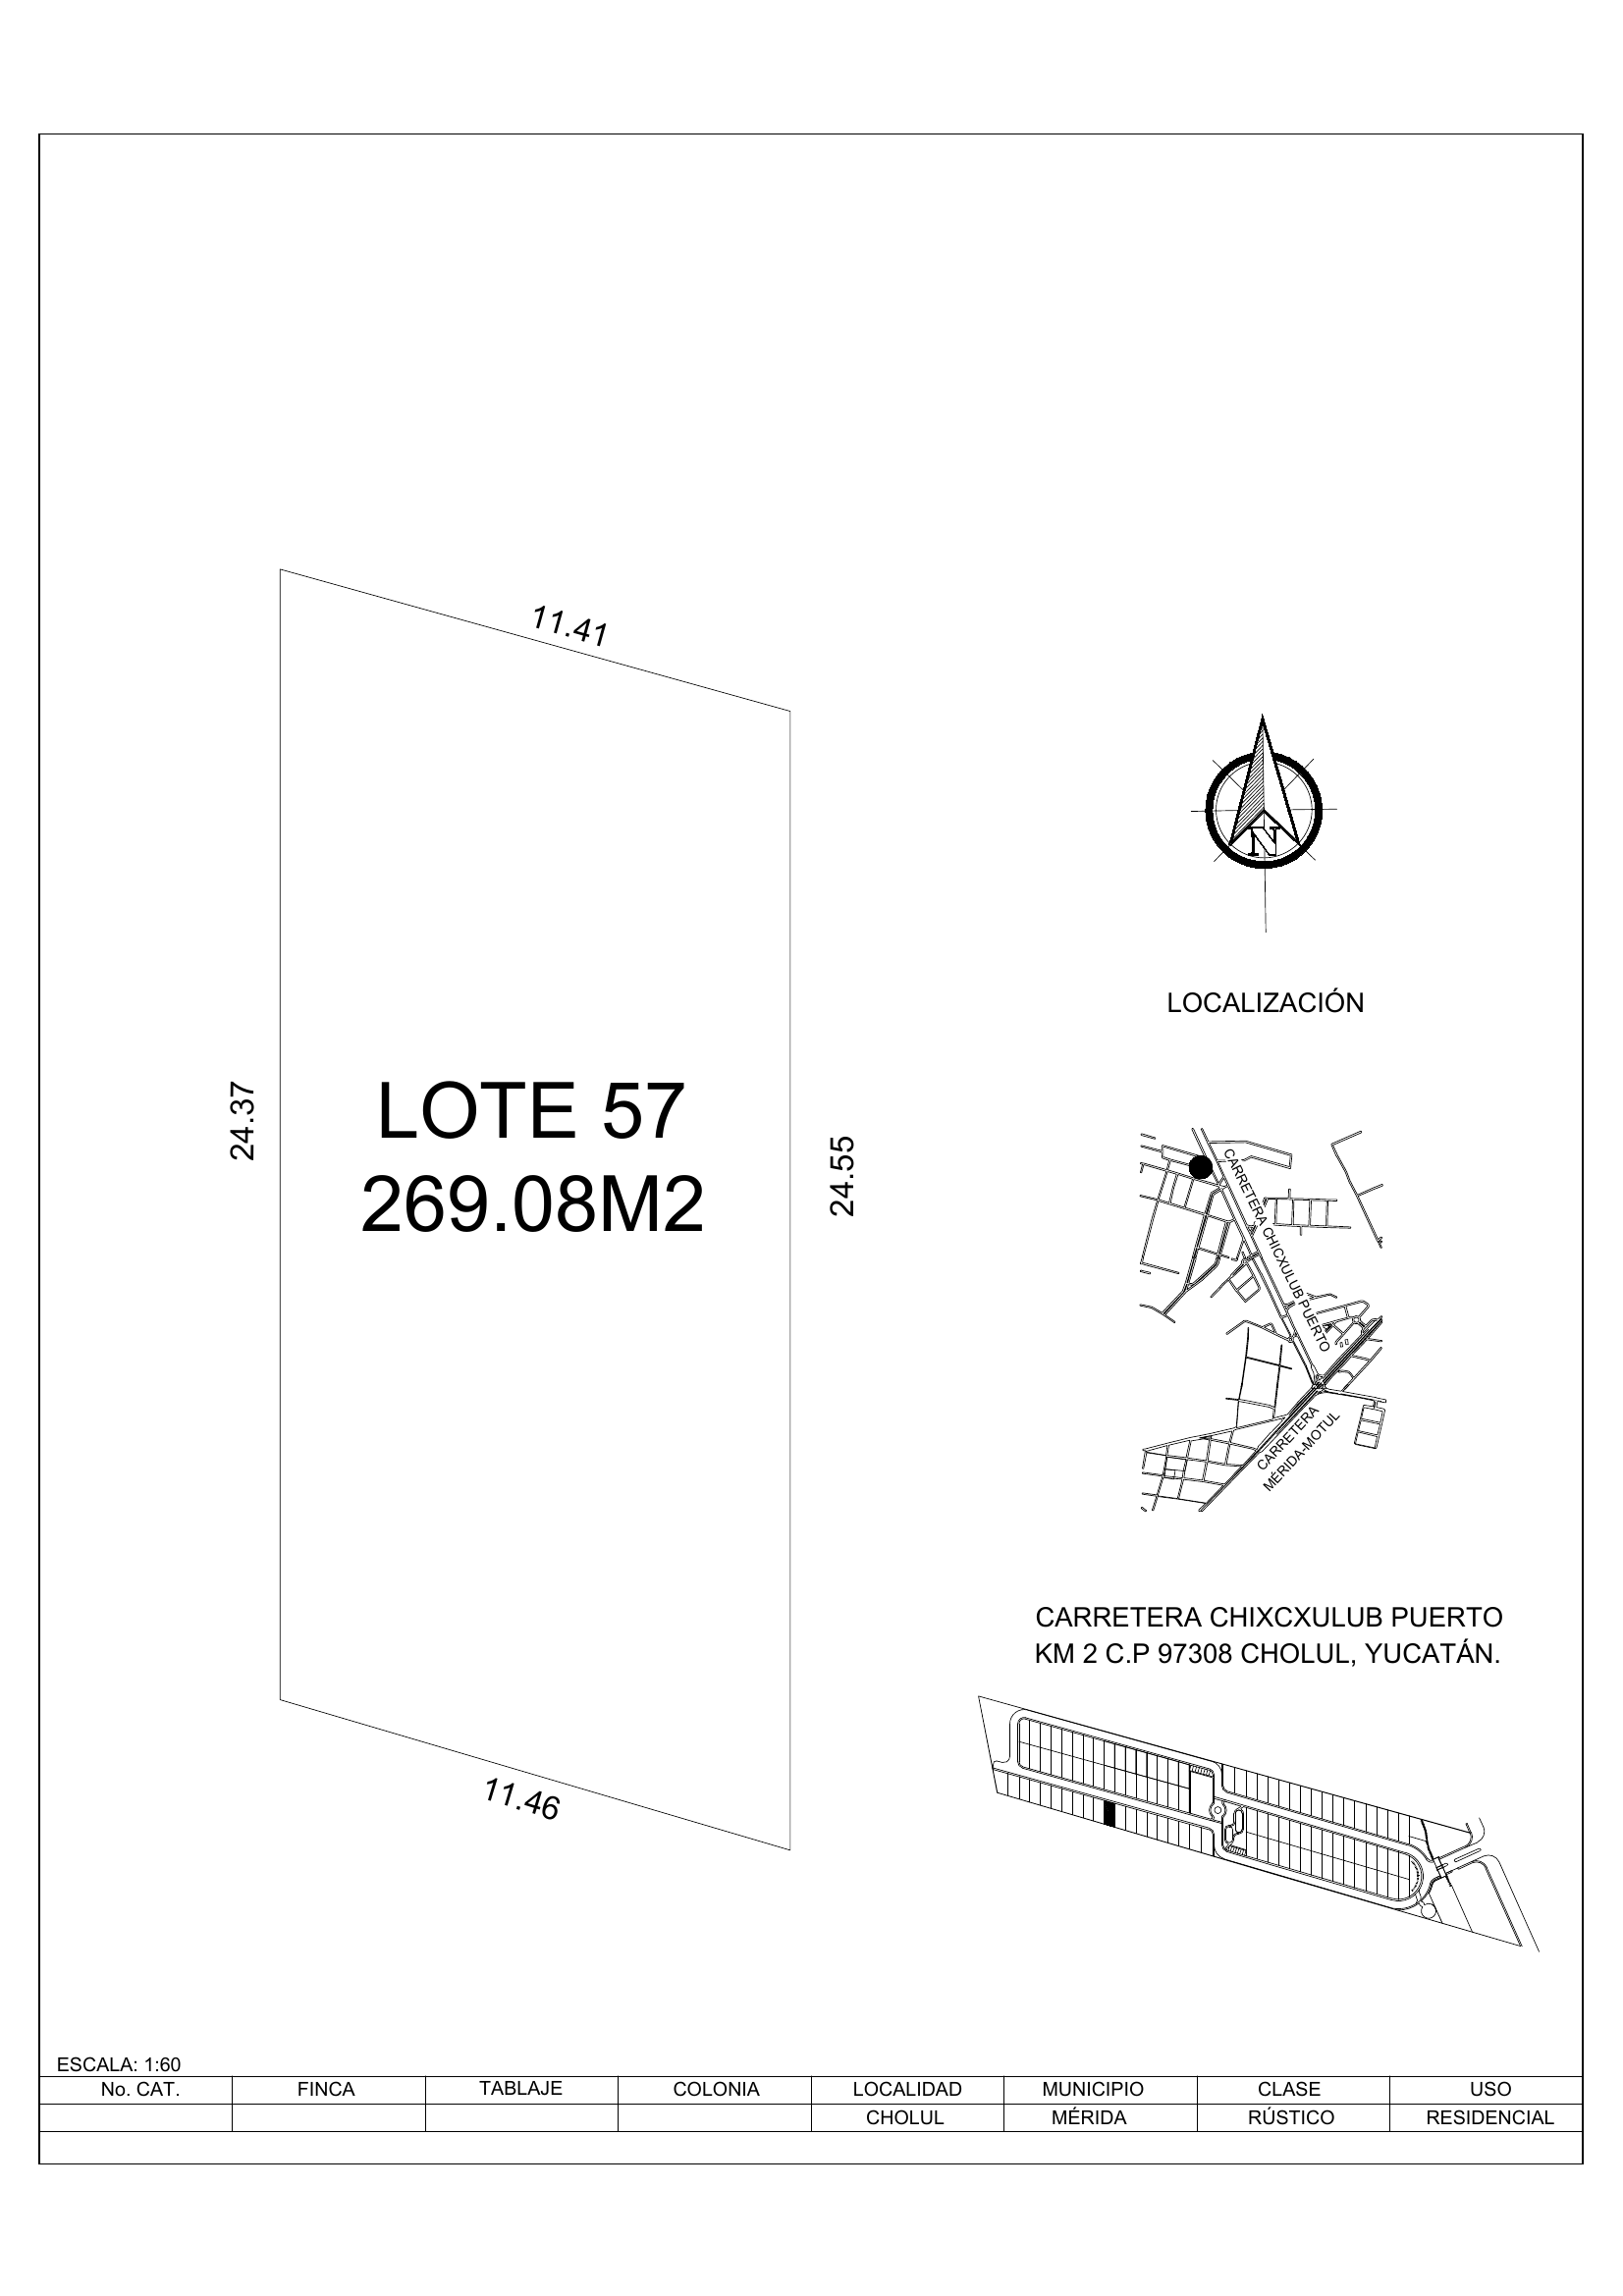 11.41
24.37
LOTE 57
269.08M2
24.55
11.46
N
LOCALIZACIÓN
CARRETERA CHICXULUB PUERTO
CARRETERA
MÉRIDA-MOTUL
CARRETERA CHIXCXULUB PUERTO
KM 2 C.P 97308 CHOLUL, YUCATÁN.
ESCALA: 1:60
No. CAT. FINCA TABLAJE COLONIA LOCALIDAD MUNICIPIO CLASE USO
CHOLUL MÉRIDA RÚSTICO RESIDENCIAL